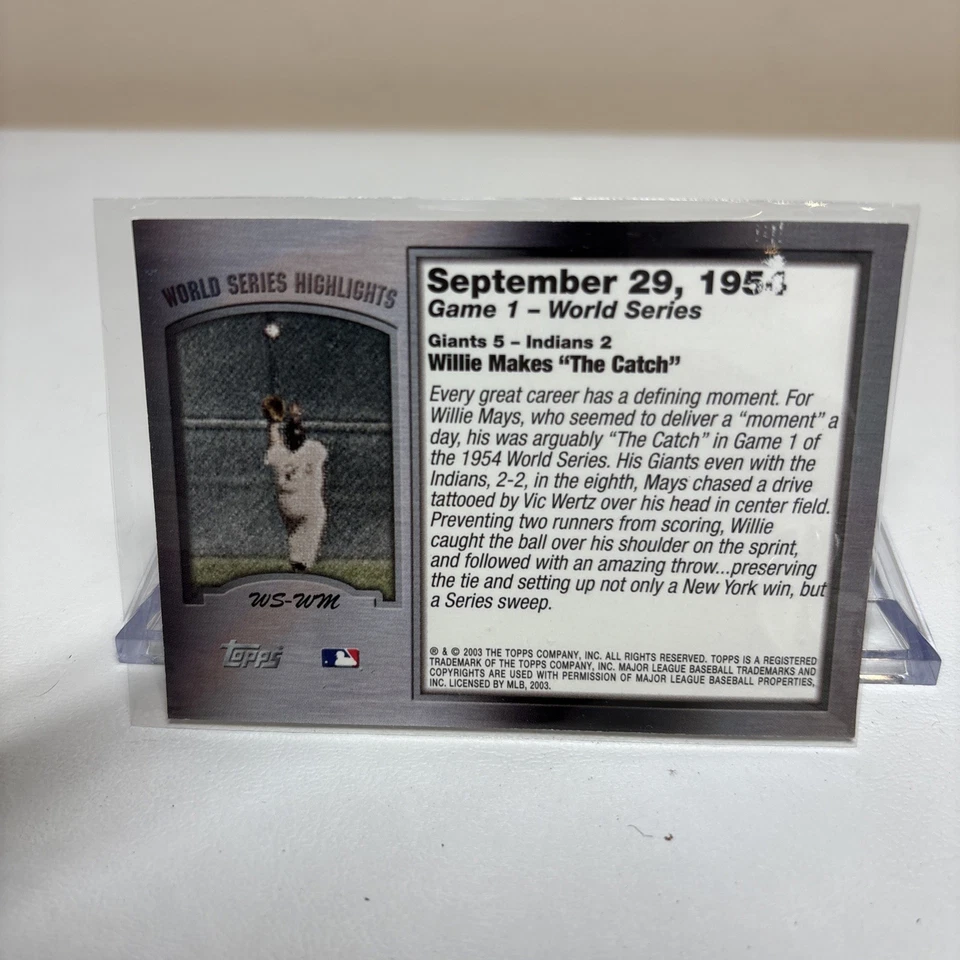 WORLD SERIES HIGHLIGHTS
WS-WM
Topps
September 29, 1954
Game 1 – World Series
Giants 5 – Indians 2
Willie Makes “The Catch”
Every great career has a defining moment. For
Willie Mays, who seemed to deliver a “moment” a
day, his was arguably “The Catch” in Game 1 of
the 1954 World Series. His Giants even with the
Indians, 2-2, in the eighth, Mays chased a drive
tattooed by Vic Wertz over his head in center field.
Preventing two runners from scoring, Willie
caught the ball over his shoulder on the sprint,
and followed with an amazing throw...preserving
the tie and setting up not only a New York win, but
a Series sweep.
® & © 2003 THE TOPPS COMPANY, INC. ALL RIGHTS RESERVED. TOPPS IS A REGISTERED
TRADEMARK OF THE TOPPS COMPANY, INC. MAJOR LEAGUE BASEBALL TRADEMARKS AND
COPYRIGHTS ARE USED WITH PERMISSION OF MAJOR LEAGUE BASEBALL PROPERTIES,
INC. LICENSED BY MLB, 2003.